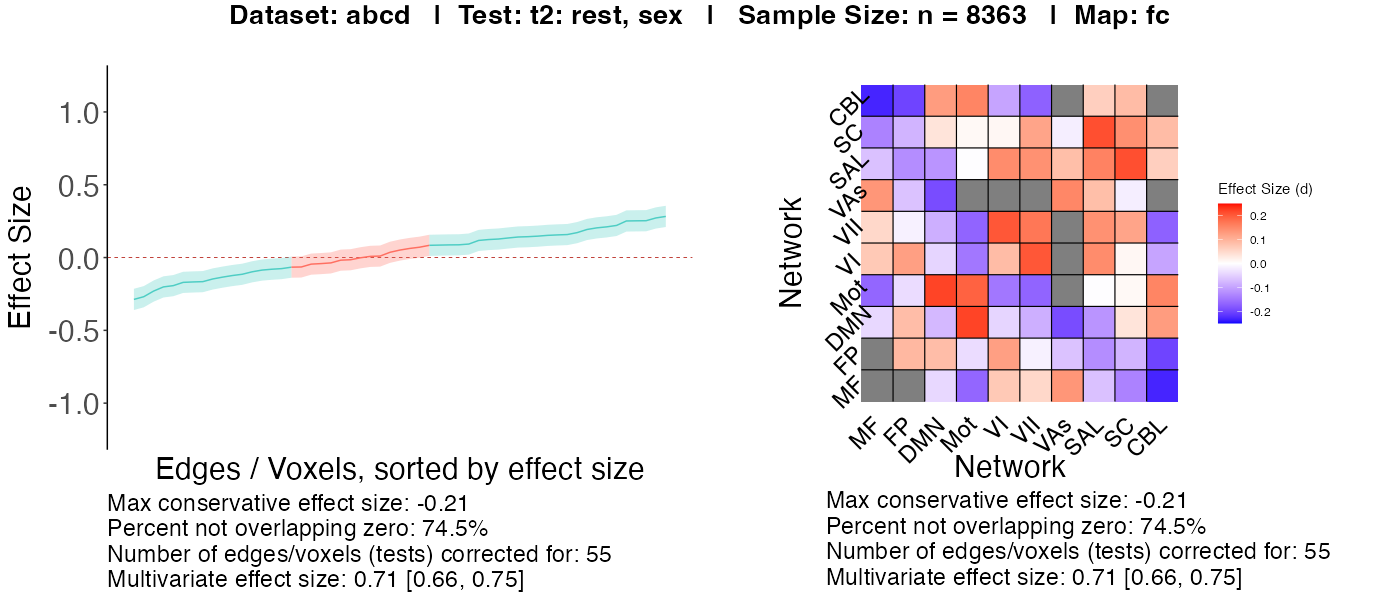 Dataset: abcd | Test: t2: rest, sex | Sample Size: n = 8363 | Map: fc
Effect Size
1.0
0.5
0.0
-0.5
-1.0
Edges / Voxels, sorted by effect size
Max conservative effect size: -0.21
Percent not overlapping zero: 74.5%
Number of edges/voxels (tests) corrected for: 55
Multivariate effect size: 0.71 [0.66, 0.75]
Network
CBL
SC
SAL
VAs
VII
VI
Mot
DMN
FP
MF
MF FP DMN Mot VI VII VAs SAL SC CBL
Network
Effect Size (d)
0.2
0.1
0.0
-0.1
-0.2
Max conservative effect size: -0.21
Percent not overlapping zero: 74.5%
Number of edges/voxels (tests) corrected for: 55
Multivariate effect size: 0.71 [0.66, 0.75]